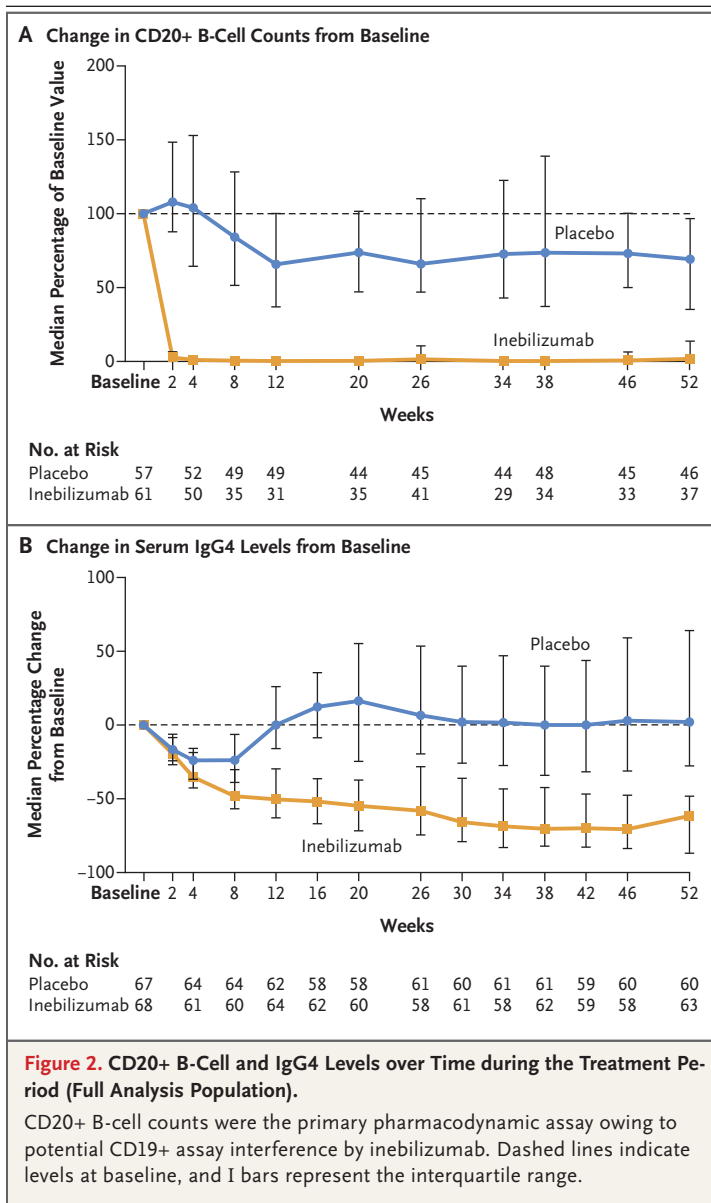 A Change in CD20+ B-Cell Counts from Baseline
Median Percentage of Baseline Value
200
150
100
50
0
Placebo
Inebilizumab
Baseline 2 4 8 12 20 26 34 38 46 52
Weeks
No. at Risk
Placebo 57 52 49 49 44 45 44 48 45 46
Inebilizumab 61 50 35 31 35 41 29 34 33 37
B Change in Serum IgG4 Levels from Baseline
Median Percentage Change
from Baseline
100
50
0
−50
−100
Placebo
Inebilizumab
Baseline 2 4 8 12 16 20 26 30 34 38 42 46 52
Weeks
No. at Risk
Placebo 67 64 64 62 58 58 61 60 61 61 59 60 60
Inebilizumab 68 61 60 64 62 60 58 61 58 62 59 58 63
Figure 2. CD20+ B-Cell and IgG4 Levels over Time during the Treatment Pe-
riod (Full Analysis Population).
CD20+ B-cell counts were the primary pharmacodynamic assay owing to
potential CD19+ assay interference by inebilizumab. Dashed lines indicate
levels at baseline, and I bars represent the interquartile range.